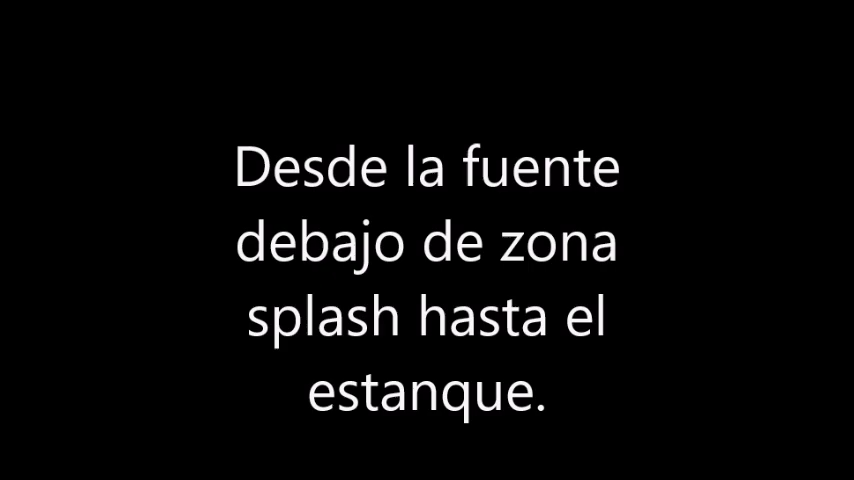 Desde la fuente
debajo de zona
splash hasta el
estanque.